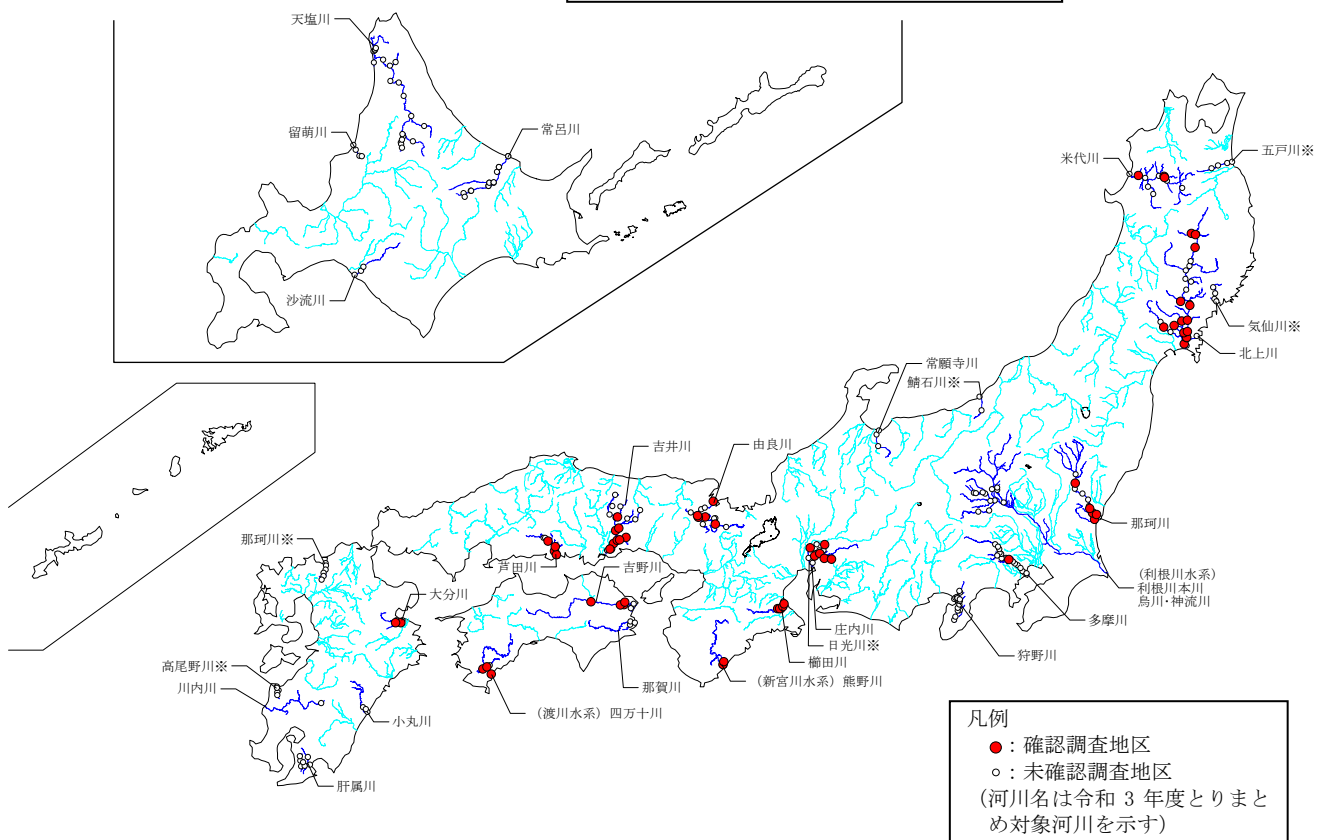 天塩川
留萌川
常呂川
沙流川
米代川
五戸川※
気仙川※
北上川
常願寺川
鯖石川※
吉井川
由良川
那珂川
那珂川※
芦田川
吉野川
大分川
(利根川水系)
利根川本川
烏川・神流川
多摩川
庄内川
日光川※
狩野川
櫛田川
高尾野川※
川内川
那賀川
(新宮川水系)熊野川
(渡川水系)四万十川
小丸川
肝属川
凡例
：確認調査地区
：未確認調査地区
(河川名は令和 3 年度とりまと
め対象河川を示す)